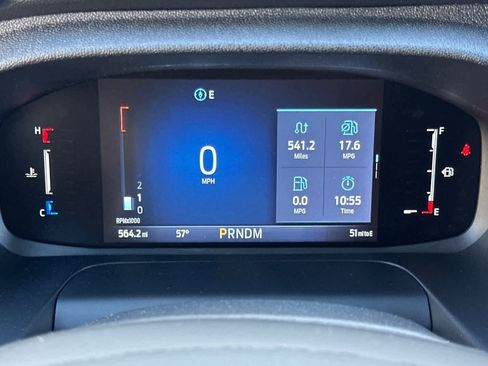 E
H
F
541.2
Miles
17.6
MPG
0
MPH
2
1
0
RPMx1000
C
0.0
MPG
10:55
Time
E
564.2 mi 57° PRNDM 51 mi to E